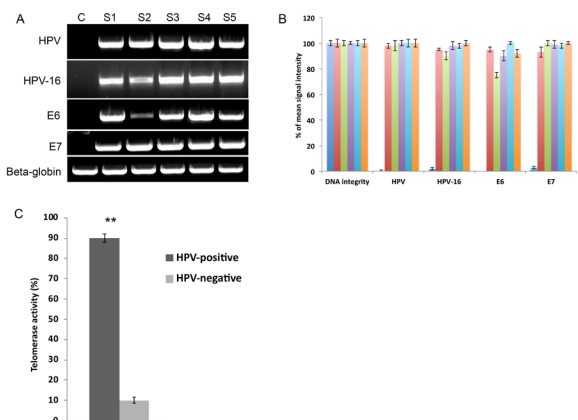 A
C S1 S2 S3 S4 S5
HPV
HPV-16
E6
E7
Beta-globin
B
% of mean signal intensity
120
100
80
60
40
20
0
DNA integrity HPV HPV-16 E6 E7
C
Telomerase activity (%)
90
80
70
60
50
40
30
20
10
0
**
HPV-positive
HPV-negative